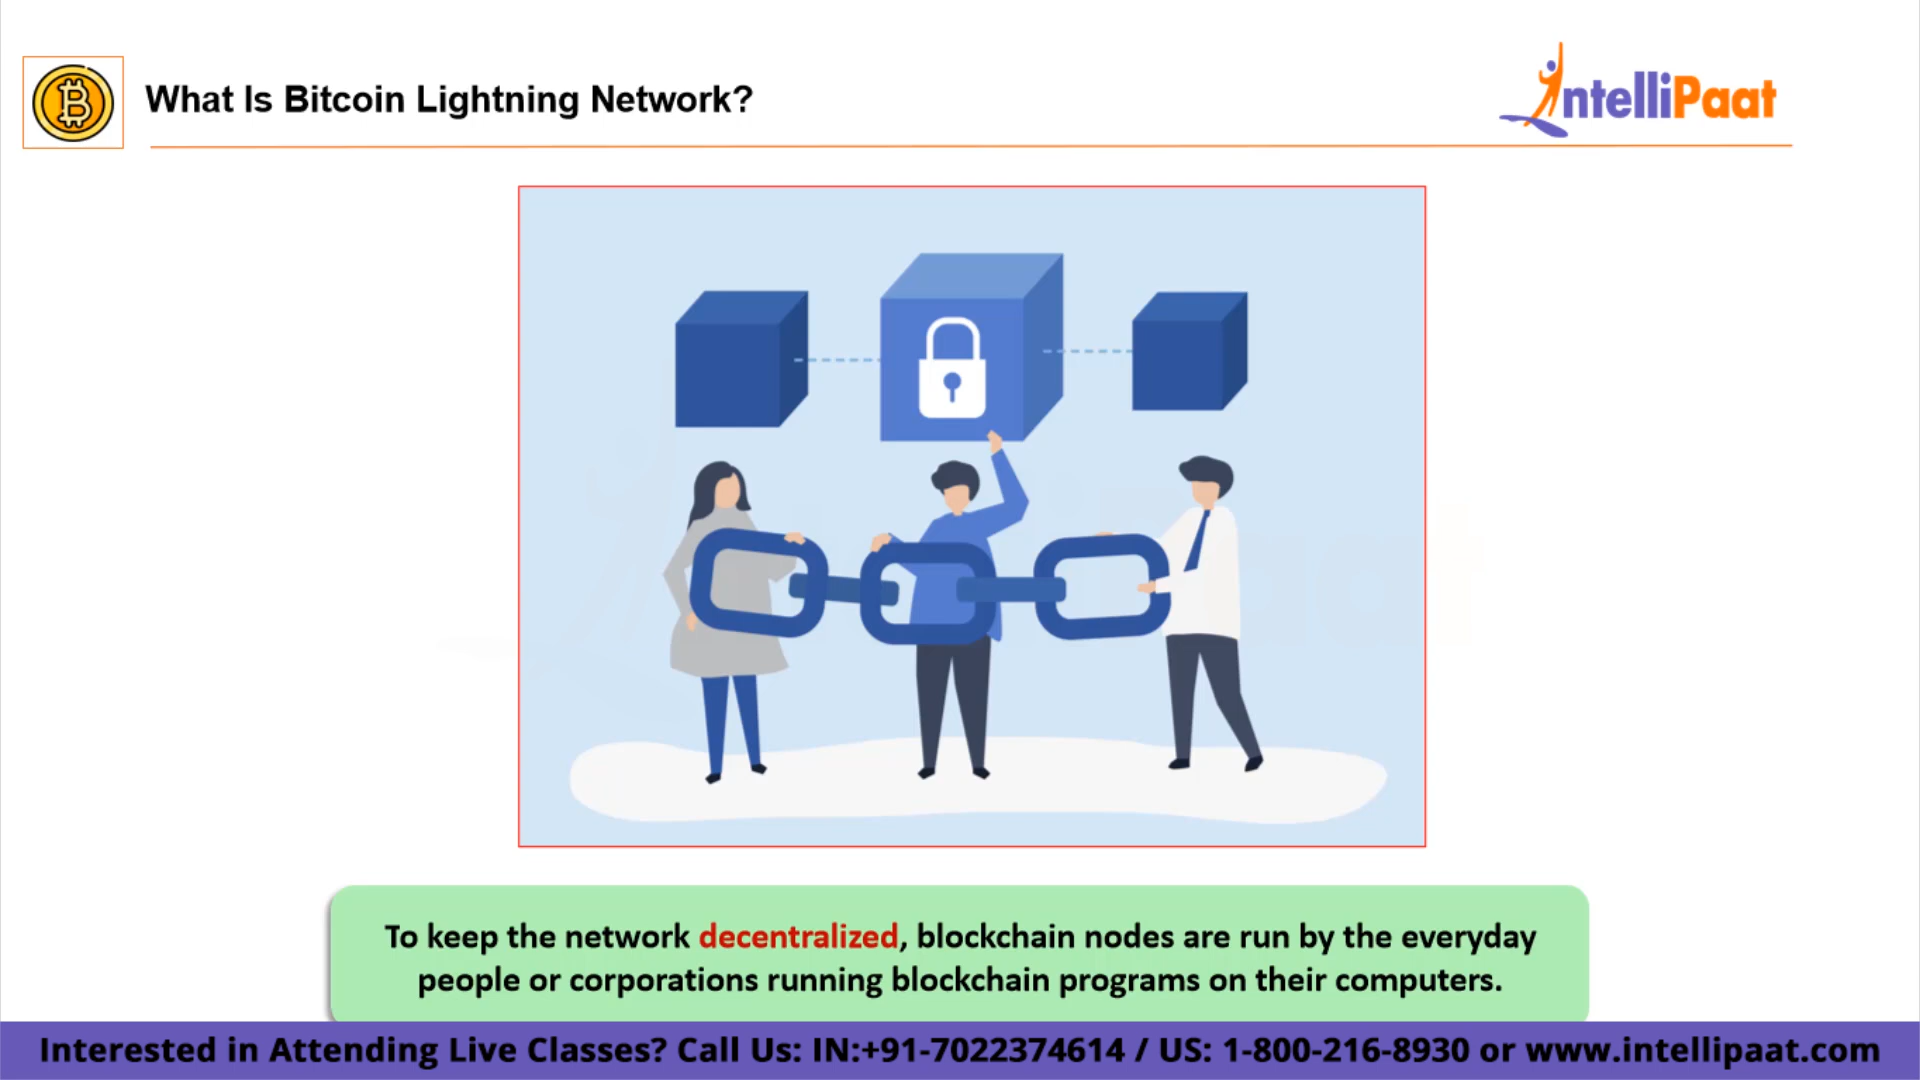 What Is Bitcoin Lightning Network?
IntelliPaat
To keep the network decentralized, blockchain nodes are run by the everyday
people or corporations running blockchain programs on their computers.
Interested in Attending Live Classes? Call Us: IN:+91-7022374614 / US: 1-800-216-8930 or www.intellipaat.com